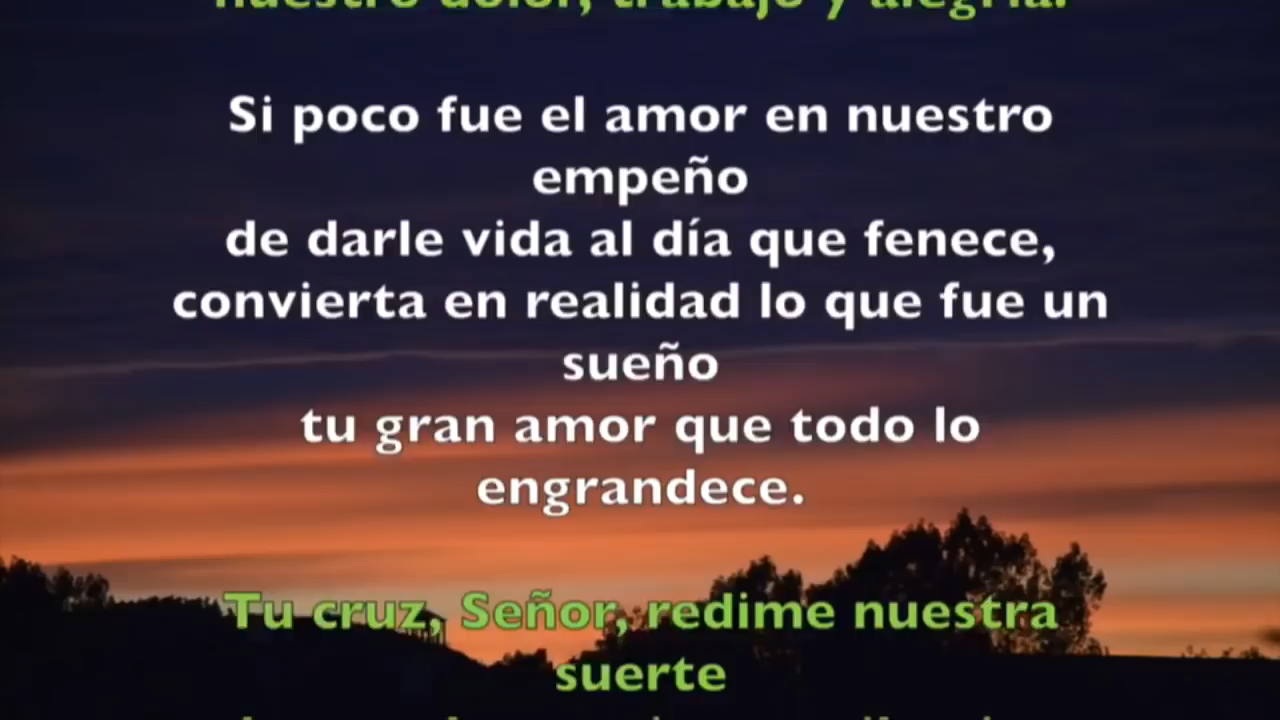 nuestro dolor, trabajo y alegría.
Si poco fue el amor en nuestro
empeño
de darle vida al día que fenece,
convierta en realidad lo que fue un
sueño
tu gran amor que todo lo
engrandece.
Tu cruz, Señor, redime nuestra
suerte